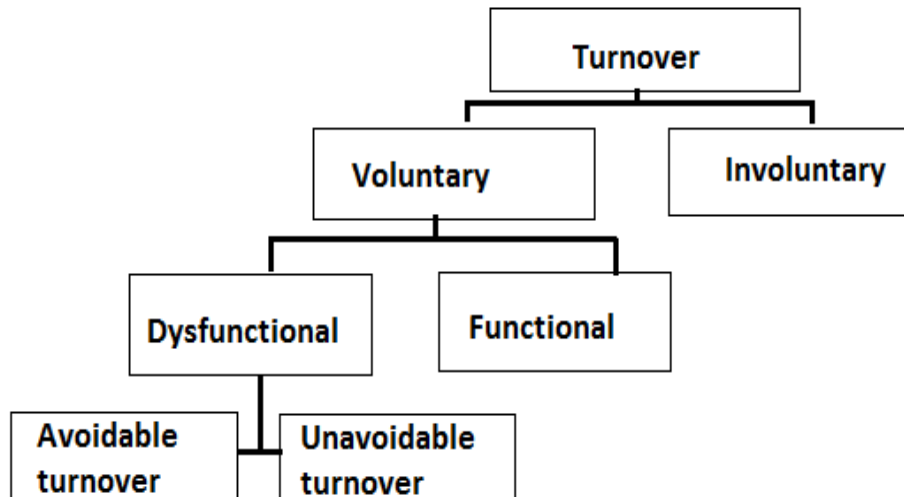 Turnover
Voluntary
Involuntary
Dysfunctional
Functional
Avoidable
turnover
Unavoidable
turnover